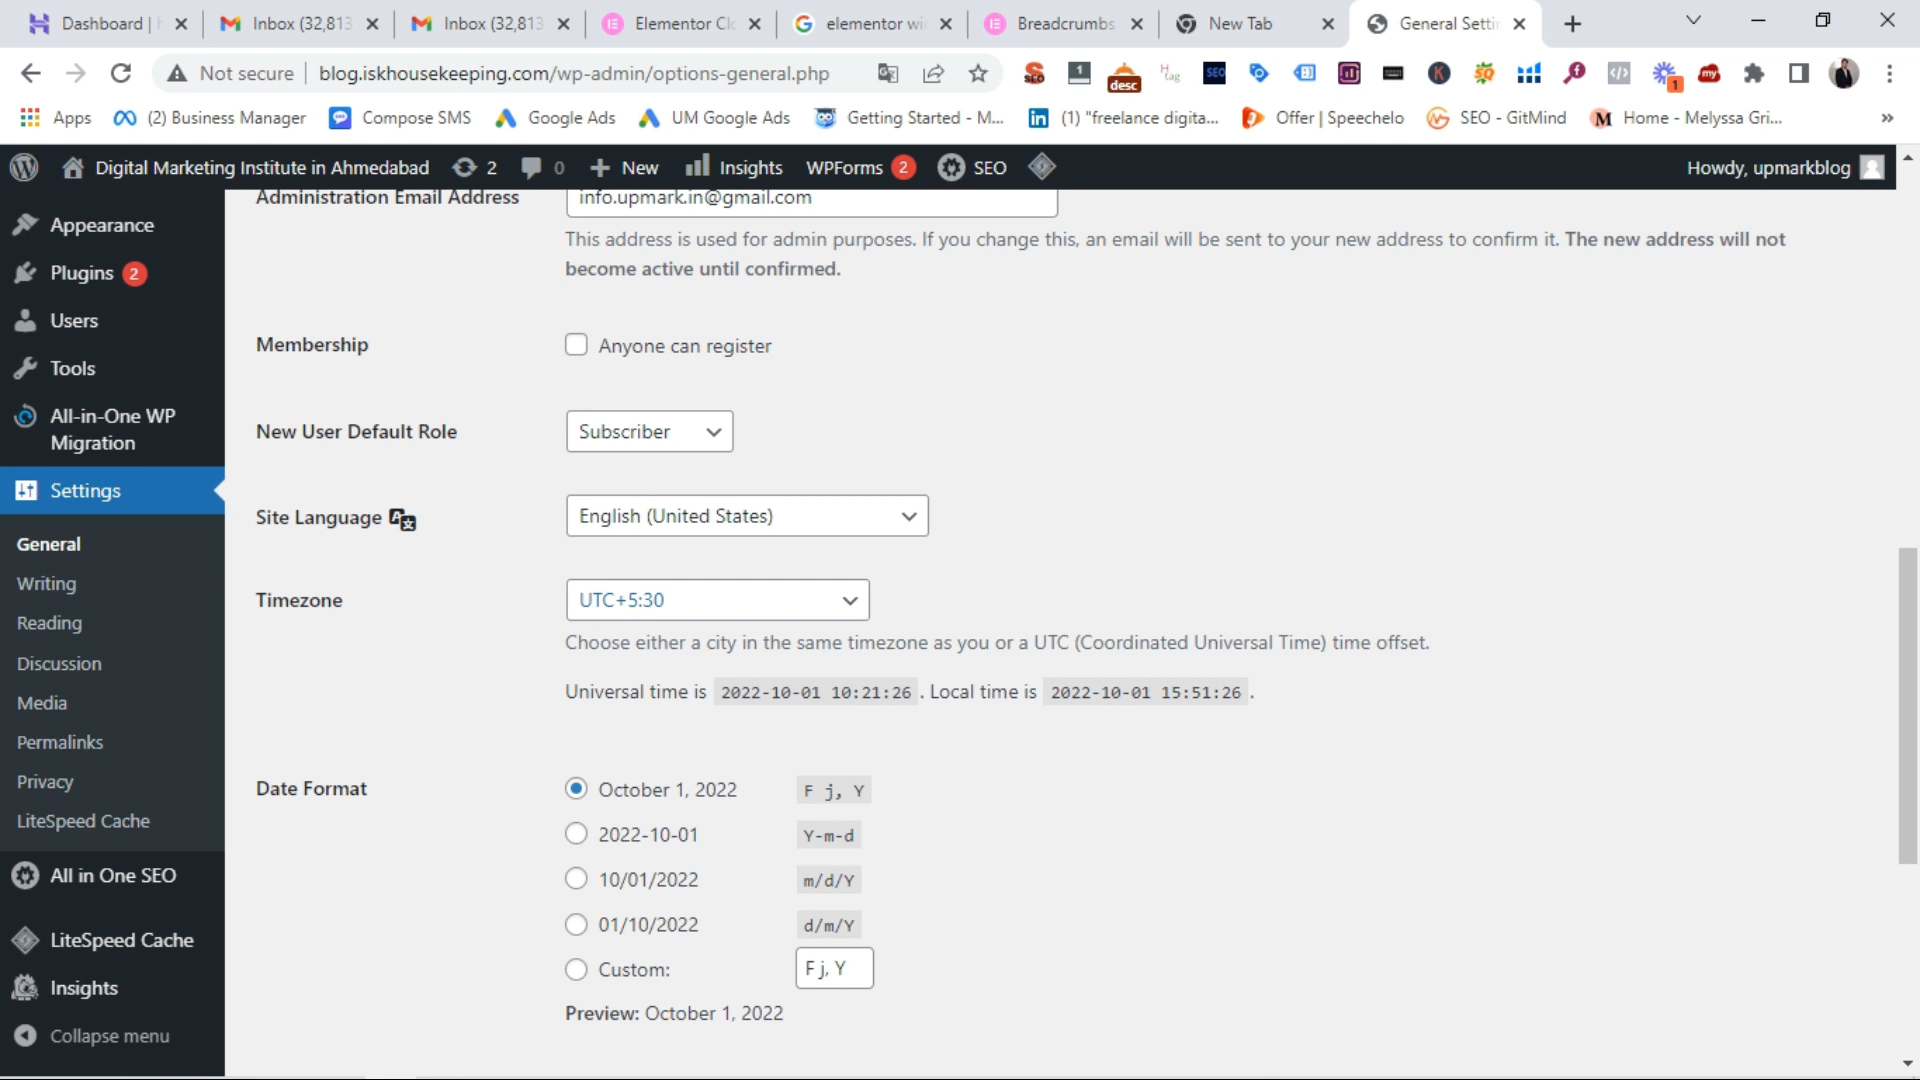 Dashboard |
Inbox (32,813
Inbox (32,813
Elementor Cl
elementor wi
Breadcrumbs
New Tab
General Setti
Not secure
blog.iskhousekeeping.com/wp-admin/options-general.php
SEO
1
desc
H tag
SEO
K
SQ
1
my
Apps
(2) Business Manager
Compose SMS
Google Ads
UM Google Ads
Getting Started - M...
(1) "freelance digita...
Offer | Speechelo
SEO - GitMind
Home - Melyssa Gri...
»
Digital Marketing Institute in Ahmedabad
2
0
New
Insights
WPForms 2
SEO
Howdy, upmarkblog
Appearance
Plugins 2
Users
Tools
All-in-One WP
Migration
Settings
General
Writing
Reading
Discussion
Media
Permalinks
Privacy
LiteSpeed Cache
All in One SEO
LiteSpeed Cache
Insights
Collapse menu
Administration Email Address
info.upmark.in@gmail.com
This address is used for admin purposes. If you change this, an email will be sent to your new address to confirm it. The new address will not
become active until confirmed.
Membership
Anyone can register
New User Default Role
Subscriber
Site Language
English (United States)
Timezone
UTC+5:30
Choose either a city in the same timezone as you or a UTC (Coordinated Universal Time) time offset.
Universal time is 2022-10-01 10:21:26 . Local time is 2022-10-01 15:51:26 .
Date Format
October 1, 2022 F j, Y
2022-10-01 Y-m-d
10/01/2022 m/d/Y
01/10/2022 d/m/Y
Custom: F j, Y
Preview: October 1, 2022